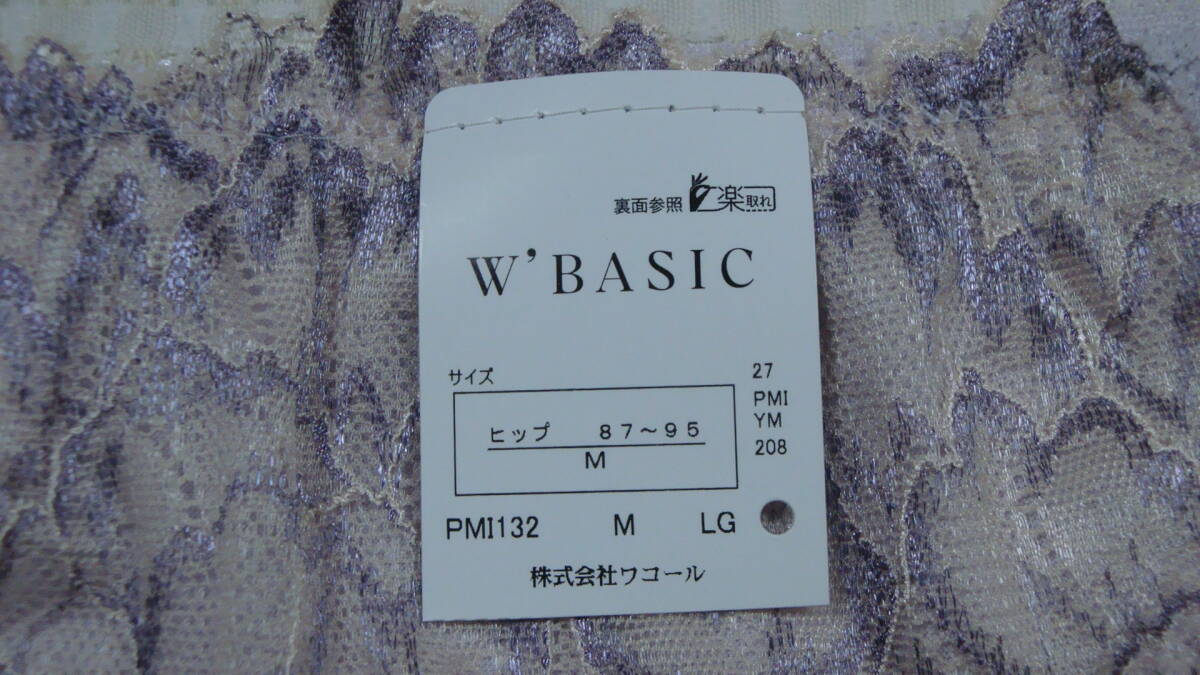 裏面参照 楽取れ
W'BASIC
サイズ
ヒップ 87～95
M
27
PMI
YM
208
PMI132 M LG
株式会社ワコール